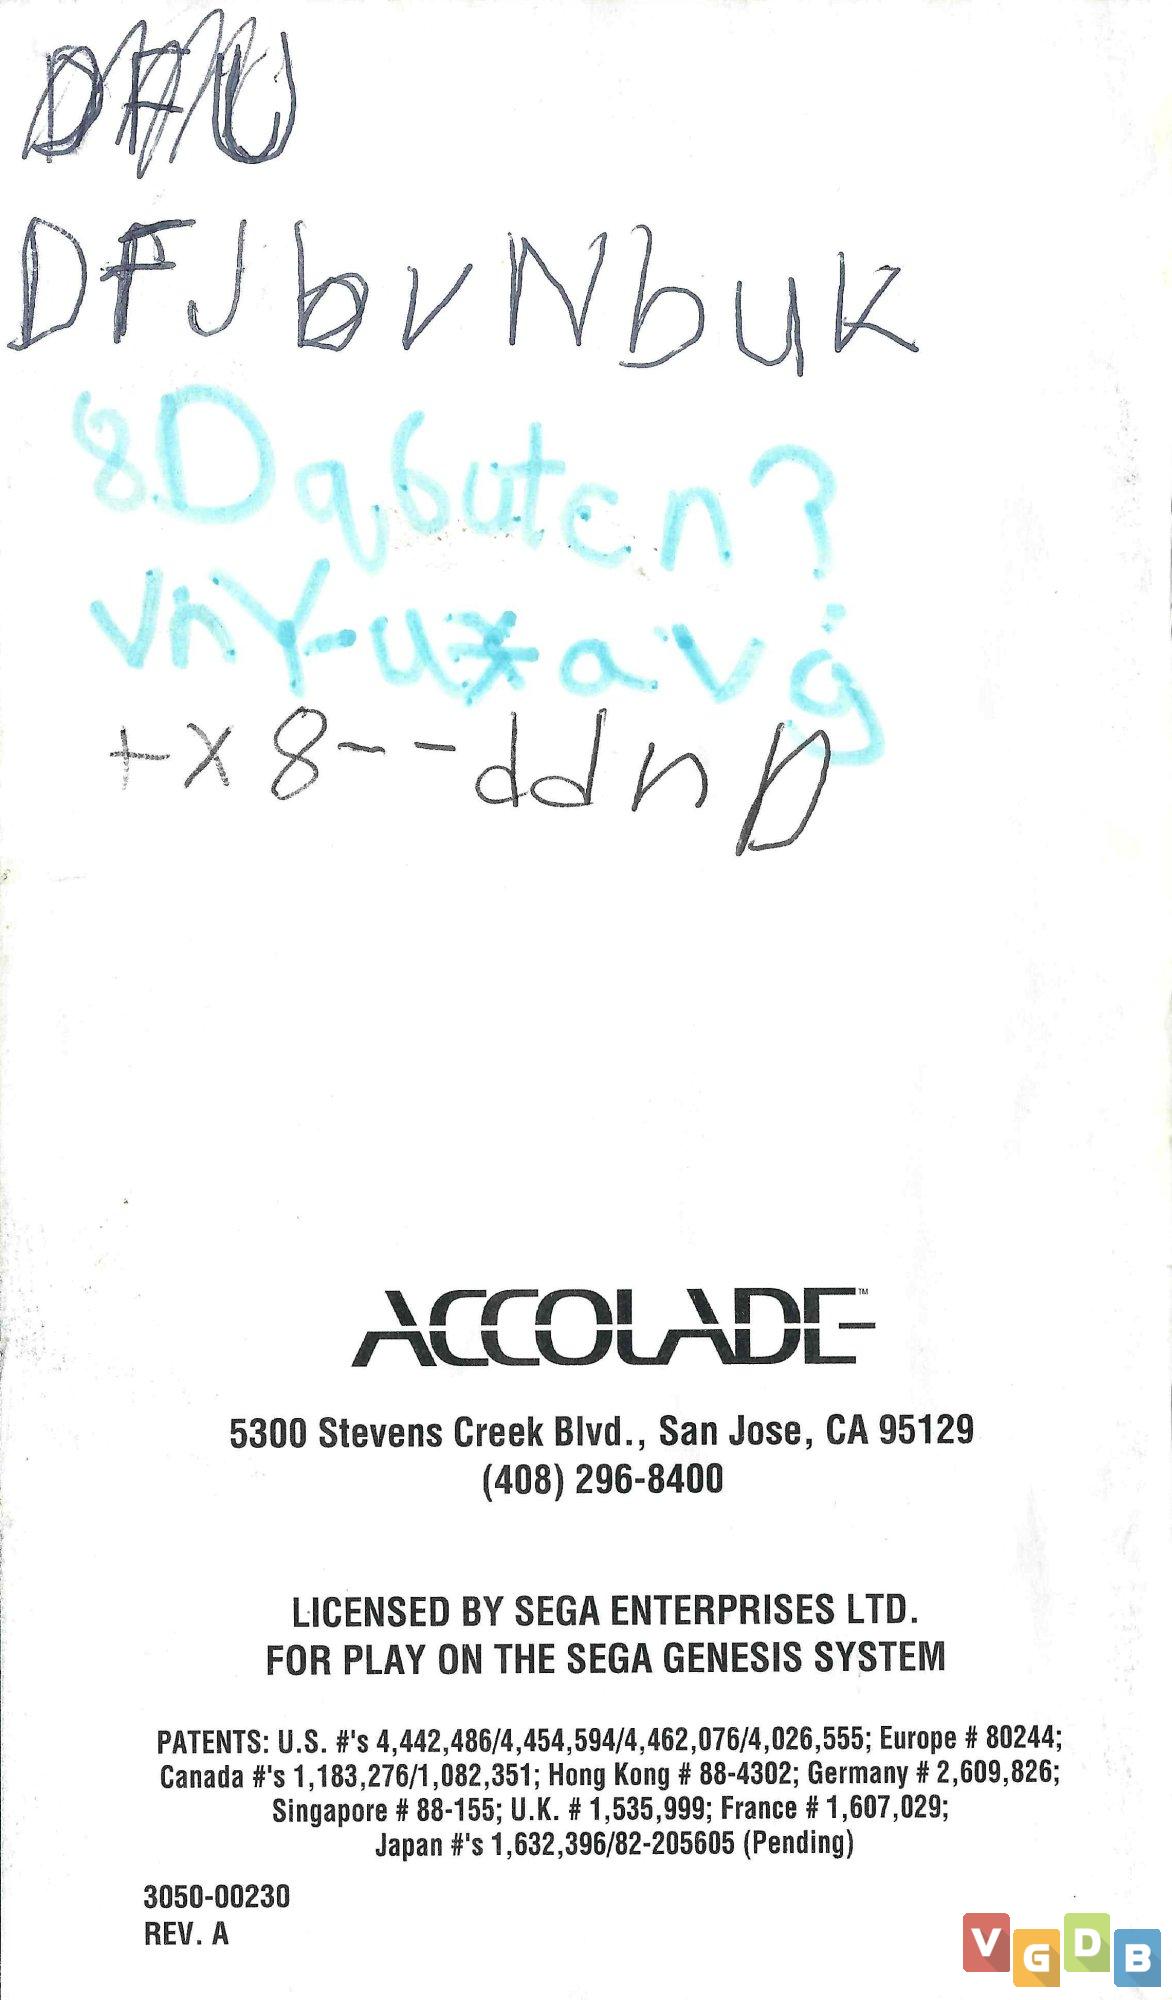 DFU
DFJbvNbuk
8Dqbutcn?
vnY-u*avg
+x8--ddnD
ACCOLADE™
5300 Stevens Creek Blvd., San Jose, CA 95129
(408) 296-8400
LICENSED BY SEGA ENTERPRISES LTD.
FOR PLAY ON THE SEGA GENESIS SYSTEM
PATENTS: U.S. #'s 4,442,486/4,454,594/4,462,076/4,026,555; Europe # 80244;
Canada #'s 1,183,276/1,082,351; Hong Kong # 88-4302; Germany # 2,609,826;
Singapore # 88-155; U.K. # 1,535,999; France # 1,607,029;
Japan #'s 1,632,396/82-205605 (Pending)
3050-00230
REV. A
VGDB